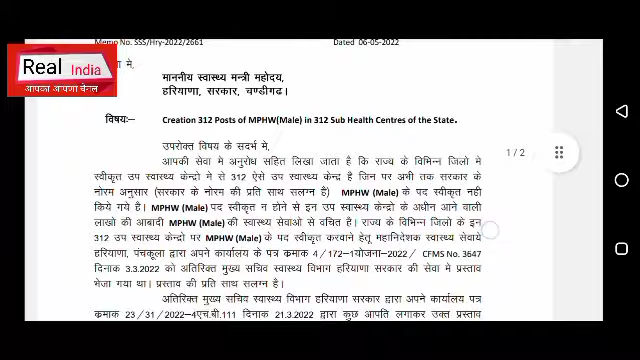 Memo No. SSS/Hry-2022/2661 Dated 06-05-2022
Real India
आपका आपणा चैनल
में,
माननीय स्वास्थ्य मन्त्री महोदय,
हरियाणा, सरकार, चण्डीगढ।
विषयः- Creation 312 Posts of MPHW(Male) in 312 Sub Health Centres of the State.
1/2
उपरोक्त विषय के सदर्भ मे,
आपकी सेवा मे अनुरोध सहित लिखा जाता है कि राज्य के विभिन्न जिलो मे
स्वीकृत उप स्वास्थ्य केन्द्रो मे से 312 ऐसे उप स्वास्थ्य केन्द्र है जिन पर अभी तक सरकार के
नोरम अनुसार (सरकार के नोरम की प्रति साथ सलग्न है) MPHW (Male) के पद स्वीकृत नही
किये गये है। MPHW (Male) पद स्वीकृत न होने से इन उप स्वास्थ्य केन्द्रो के अधीन आने वाली
लाखो की आबादी MPHW (Male) की स्वास्थ्य सेवाओ से वचित है। राज्य के विभिन्न जिलो के इन
312 उप स्वास्थ्य केन्द्रो पर MPHW (Male) के पद स्वीकृत करवाने हेतू महानिदेशक स्वास्थ्य सेवाये
हरियाणा, पंचकूला द्वारा अपने कार्यालय के पत्र क्रमाक 4/172-1योजना-2022/ CFMS No. 3647
दिनाक 3.3.2022 को अतिरिक्त मुख्य सचिव स्वास्थ्य विभाग हरियाणा सरकार की सेवा मे प्रस्ताव
भेजा गया था। प्रस्ताव की प्रति साथ सलग्न है।
अतिरिक्त मुख्य सचिव स्वास्थ्य विभाग हरियाणा सरकार द्वारा अपने कार्यालय पत्र
क्रमाक 23/31/2022-4एच.बी.111 दिनाक 21.3.2022 द्वारा कुछ आपति लगाकर उक्त प्रस्ताव